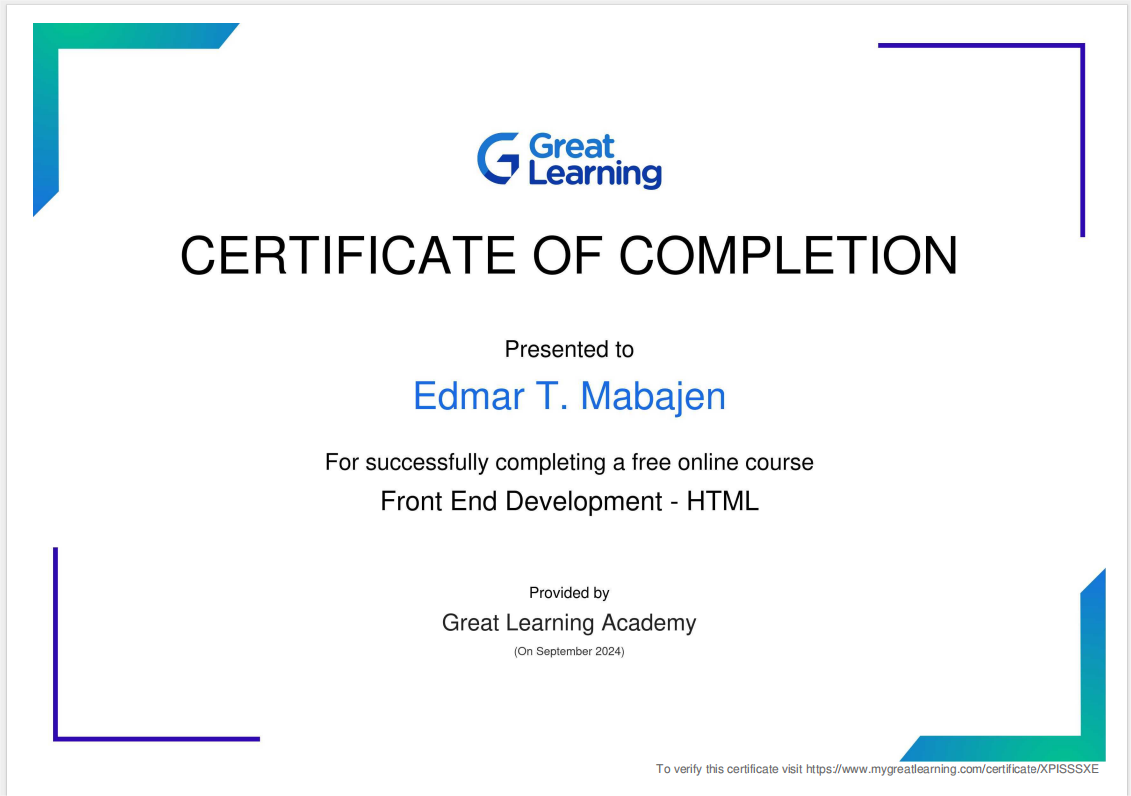 Great
Learning
CERTIFICATE OF COMPLETION
Presented to
Edmar T. Mabajen
For successfully completing a free online course
Front End Development - HTML
Provided by
Great Learning Academy
(On September 2024)
To verify this certificate visit https://www.mygreatlearning.com/certificate/XPISSSXE